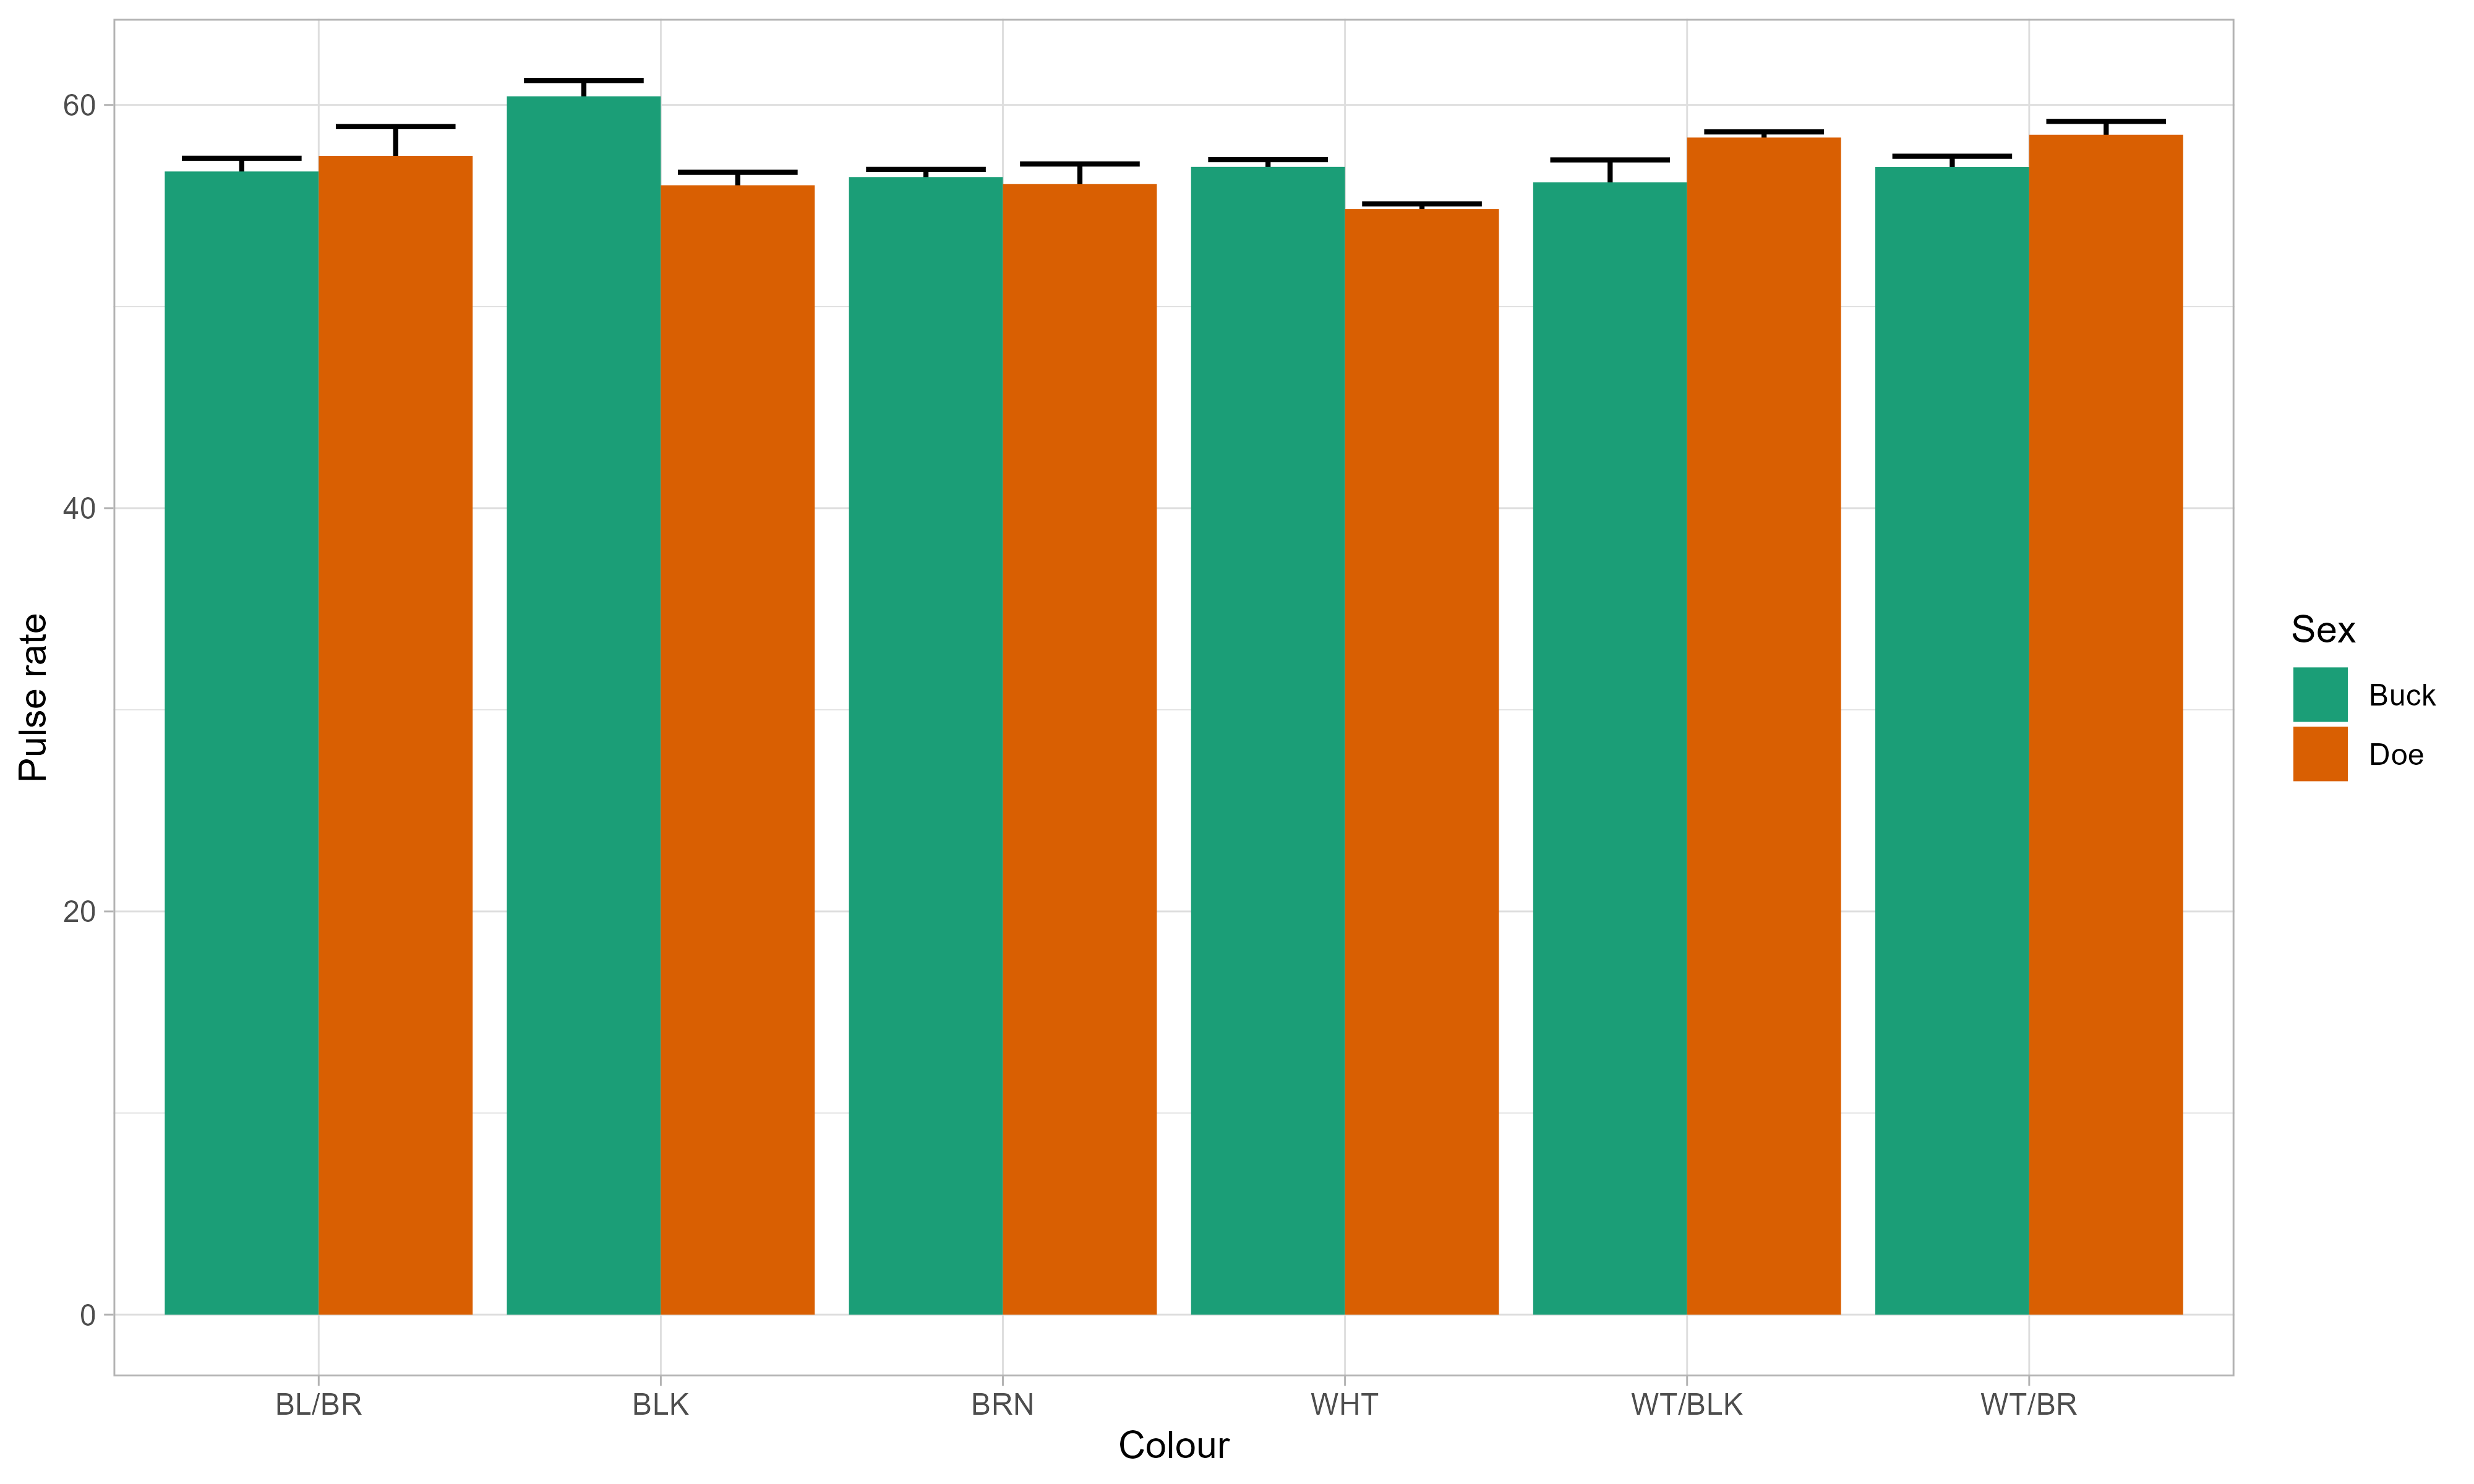 60
40
20
0
Pulse rate
BL/BR
BLK
BRN
WHT
WT/BLK
WT/BR
Colour
Sex
Buck
Doe